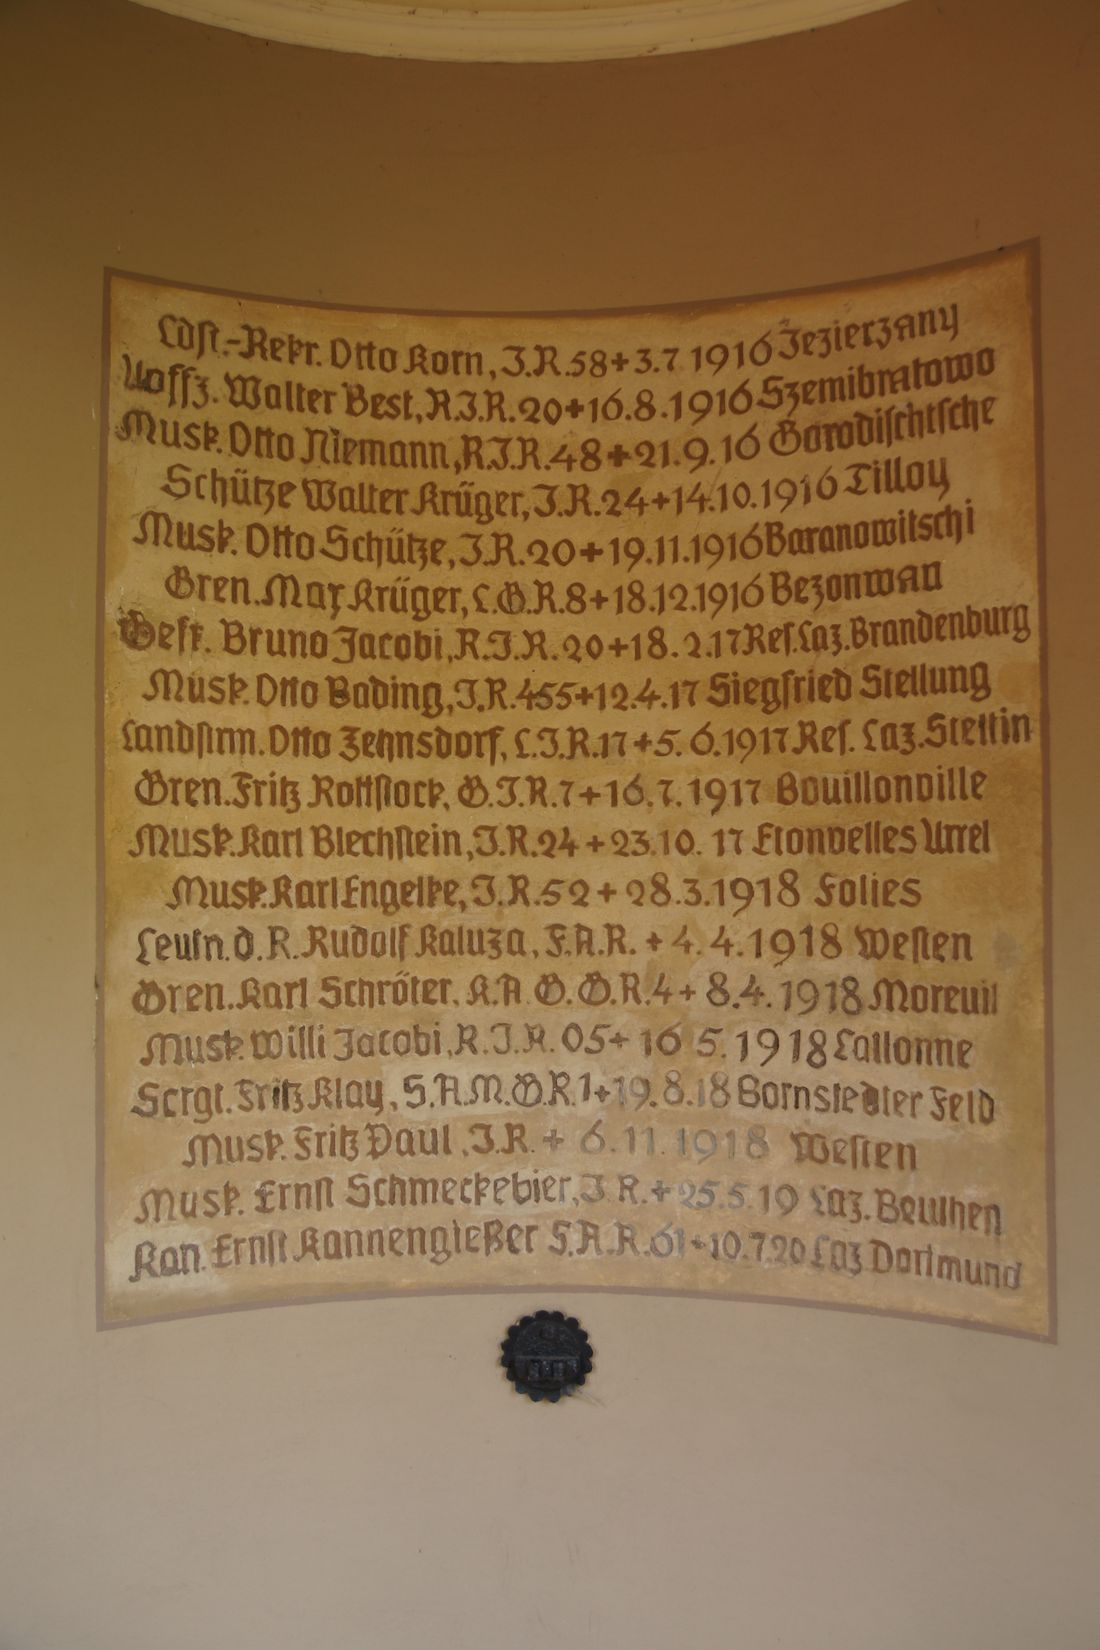 Ldst.-Rekr. Otto Korn, J.R.58+3.7 1916 Jezierzany
Uoffz. Walter Best, R.J.R. 20+16.8.1916 Szemibratowo
Musk. Otto Niemann, R.J.R.48+21.9.16 Gorodischtsche
Schütze Walter Krüger, J.R.24+14.10.1916 Tilloy
Musk. Otto Schütze, J.R.20+19.11.1916 Baranowitschi
Gren. Max Krüger, L.G.R.8+18.12.1916 Bezonwau
Gefr. Bruno Jacobi, R.J.R. 20+18.2.17 Res.Laz.Brandenburg
Musk. Otto Bading, J.R.455+12.4.17 Siegfried Stellung
Landstrm. Otto Zehnsdorf, L.J.R.17+5.6.1917 Res. Laz. Stettin
Gren. Fritz Rottstock, G.J.R.7+16.7.1917 Bouillonville
Musk. Karl Blechstein, J.R.24 + 23.10. 17 Etonvelles Urrel
Musk. Karl Engelke, J.R.52+ 28.3.1918 Folies
Leutn. d. R. Rudolf Kaluza, F.A.R. + 4.4.1918 Westen
Gren. Karl Schröter, K.A.G.G.R.4+ 8.4.1918 Moreuil
Musk. Willi Jacobi, R.J.R. 05+ 16 5. 1918 Lallonne
Sergt. Fritz Klay, S.A.M.G.R.1+19.8.18 Bornstedter Feld
Musk. Fritz Paul, J.R. + 6.11.1918 Westen
Musk. Ernst Schmeckebier, J.R.+25.5.19 Laz. Beuthen
Kan. Ernst Kannengießer S.A.R.61+10.7.20 Laz Dortmund